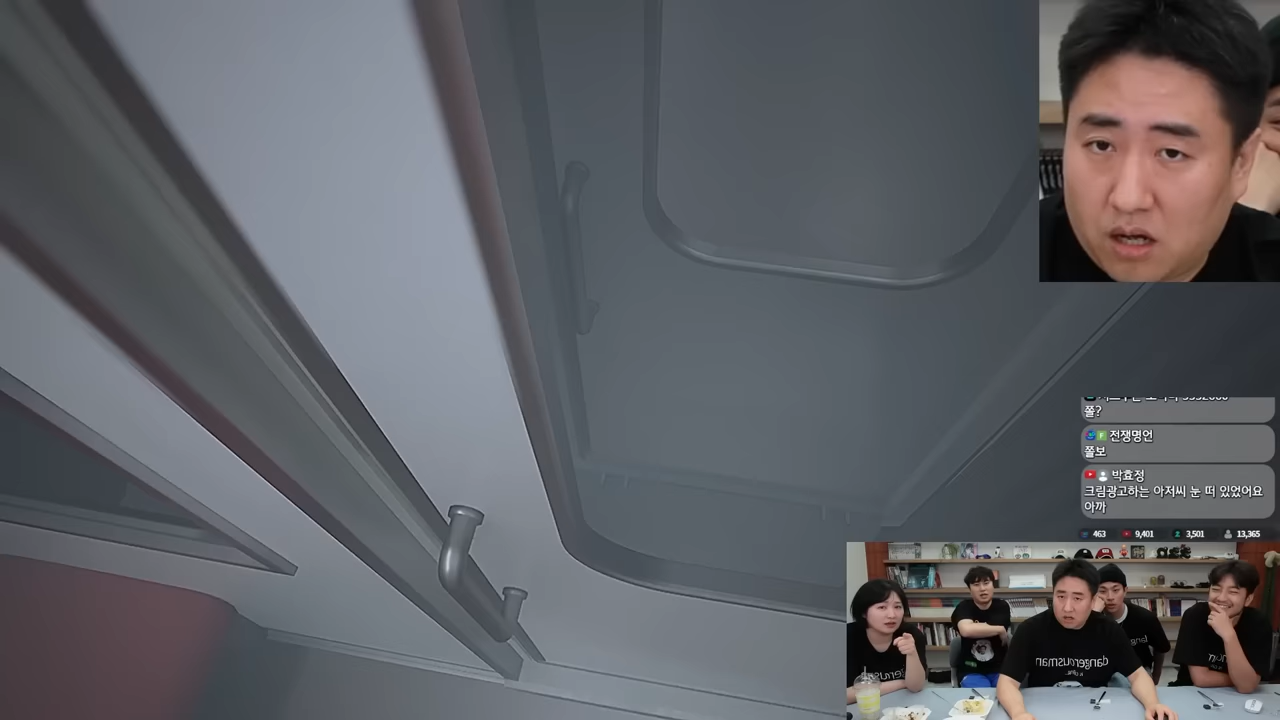 쫄?
전쟁명언
쫄보
박효정
크림광고하는 아저씨 눈 떠 있었어요
아까
463 9,401 3,501 13,365
dangerousman